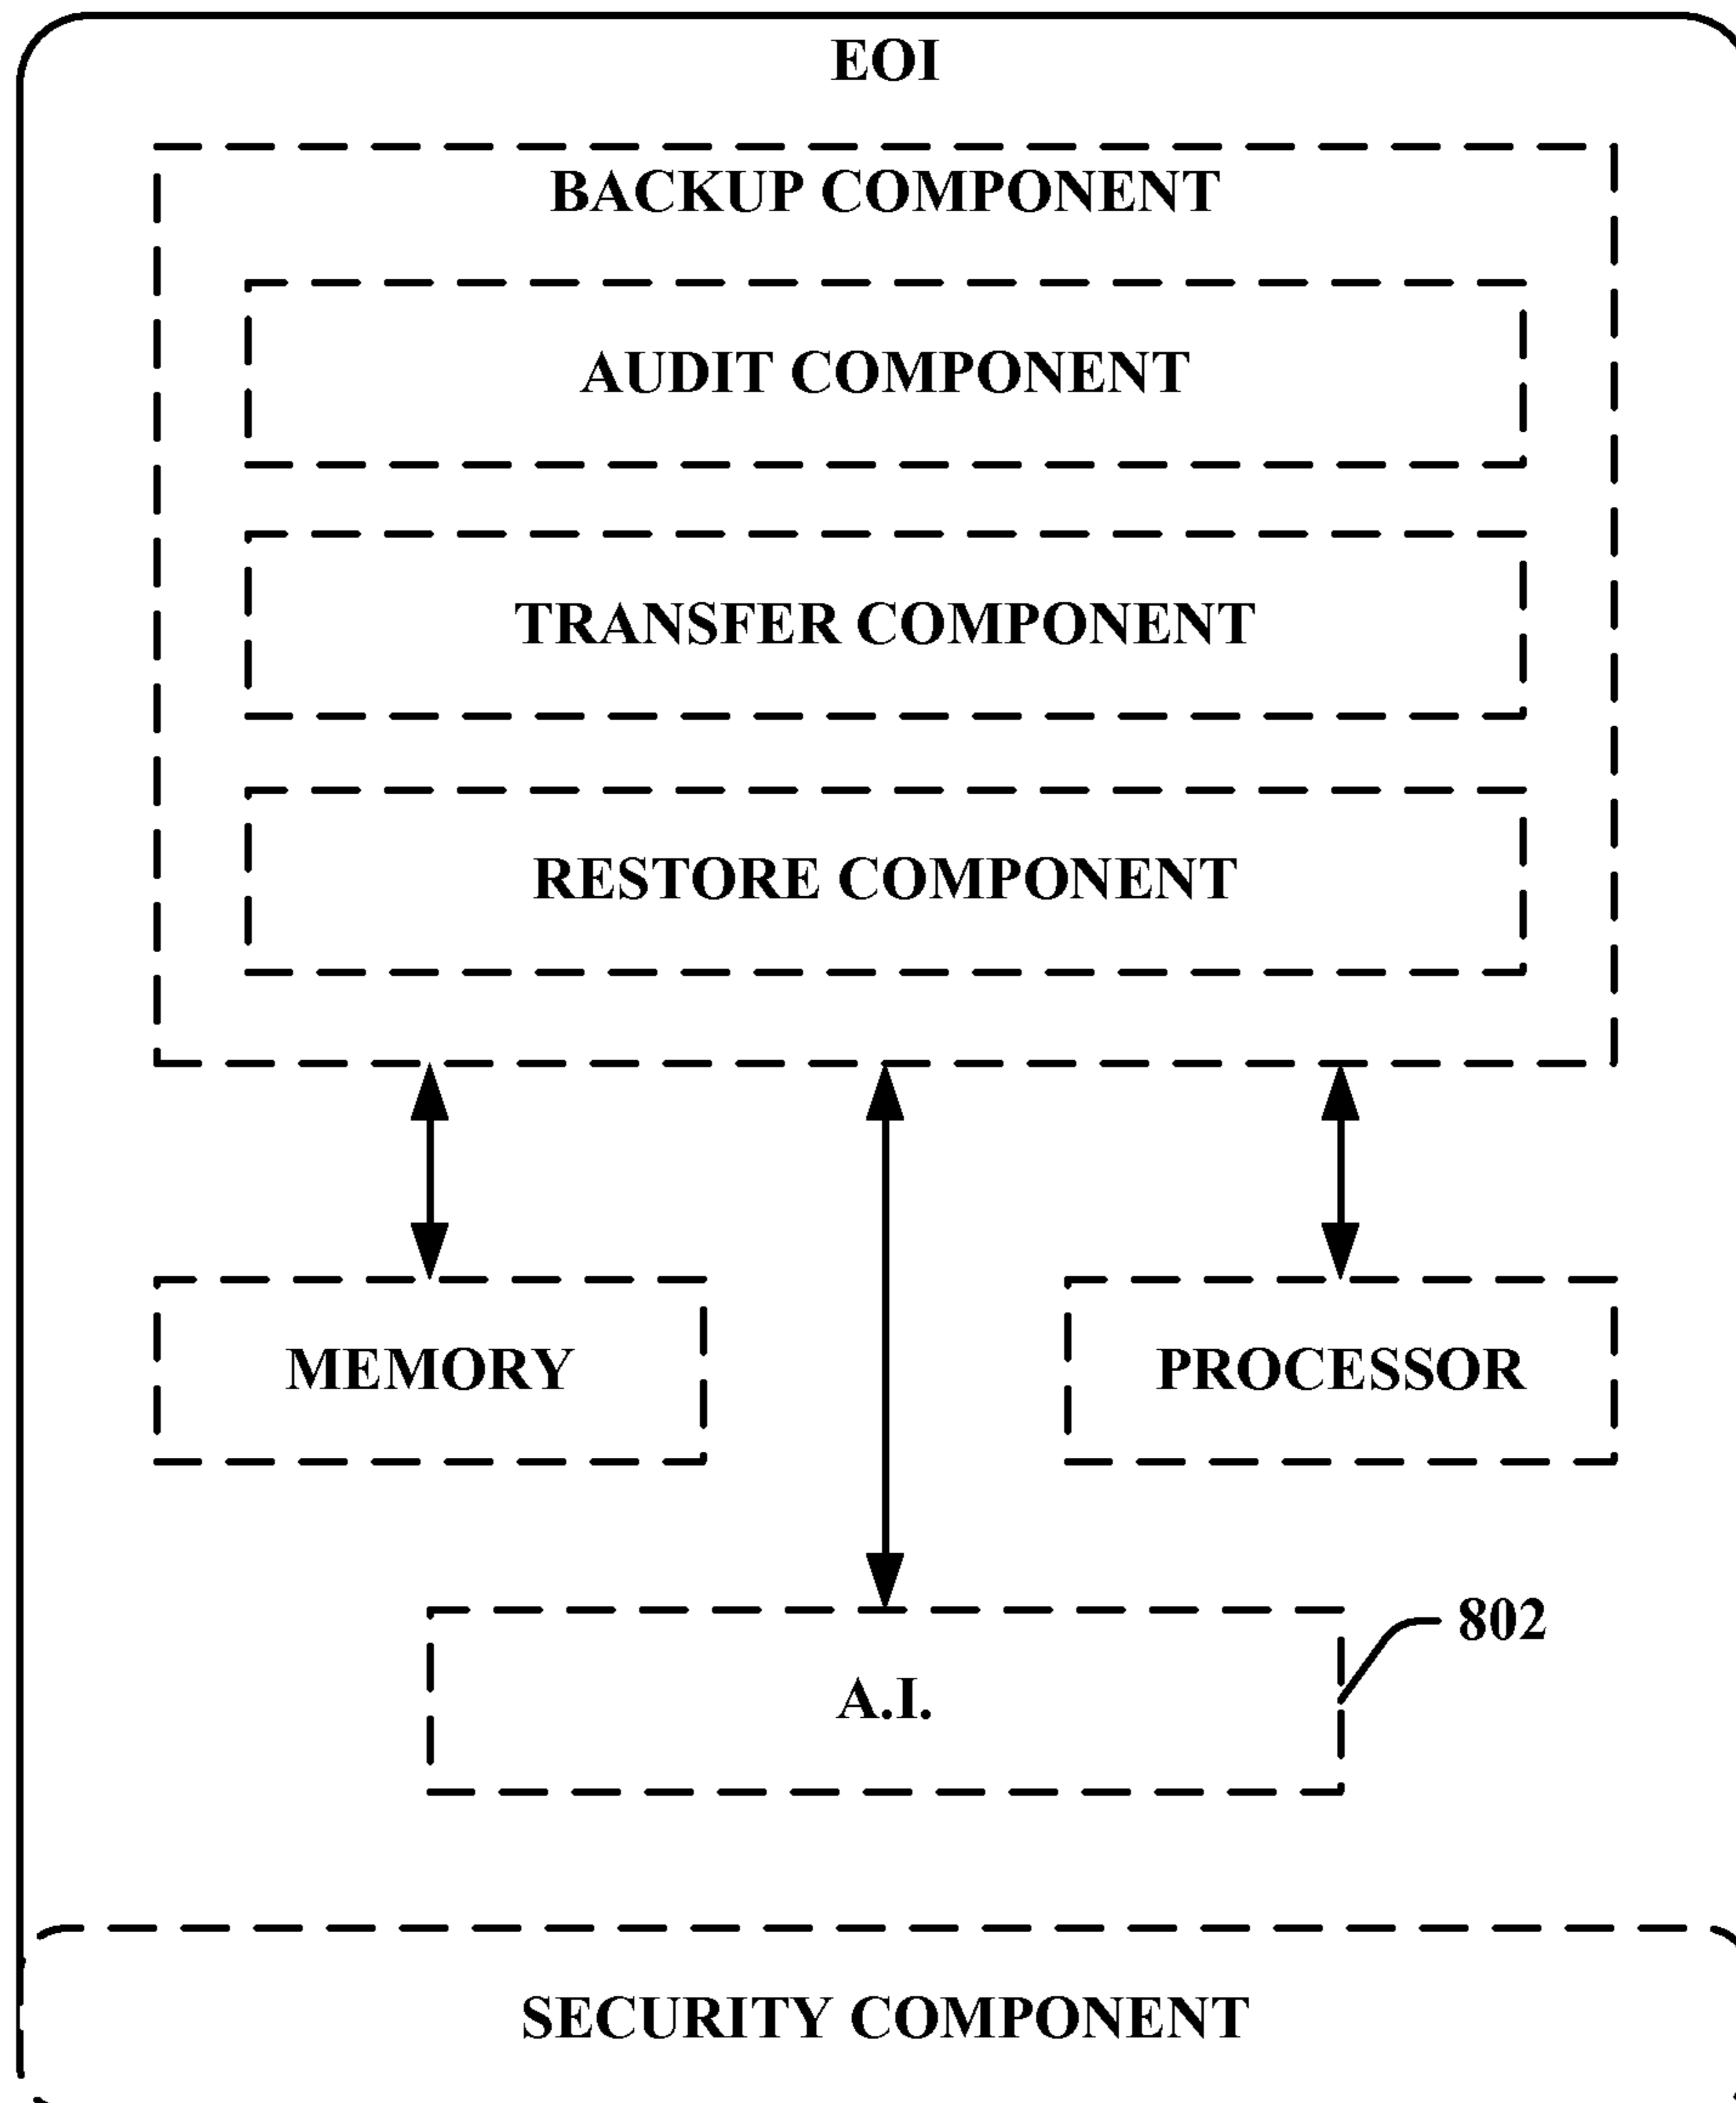 EOI
BACKUP COMPONENT
AUDIT COMPONENT
TRANSFER COMPONENT
RESTORE COMPONENT
MEMORY
PROCESSOR
802
A.I.
SECURITY COMPONENT